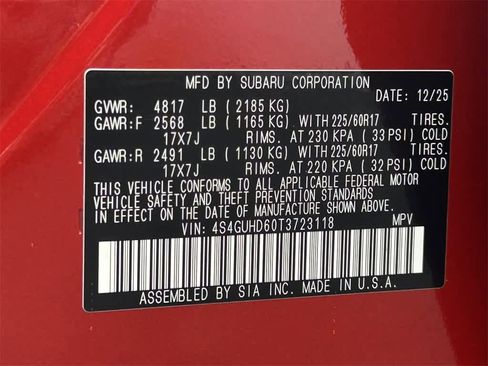 MFD BY SUBARU CORPORATION DATE: 12/25
GVWR: 4817 LB ( 2185 KG)
GAWR:F 2568 LB ( 1165 KG) WITH 225/60R17 TIRES.
17X7J RIMS. AT 230 KPA ( 33 PSI) COLD
GAWR:R 2491 LB ( 1130 KG) WITH 225/60R17 TIRES.
17X7J RIMS. AT 220 KPA ( 32 PSI) COLD
THIS VEHICLE CONFORMS TO ALL APPLICABLE FEDERAL MOTOR
VEHICLE SAFETY AND THEFT PREVENTION STANDARDS
IN EFFECT ON THE DATE OF MANUFACTURE SHOWN ABOVE.
VIN: 4S4GUHD60T3723118 MPV
ASSEMBLED BY SIA INC. MADE IN U.S.A.